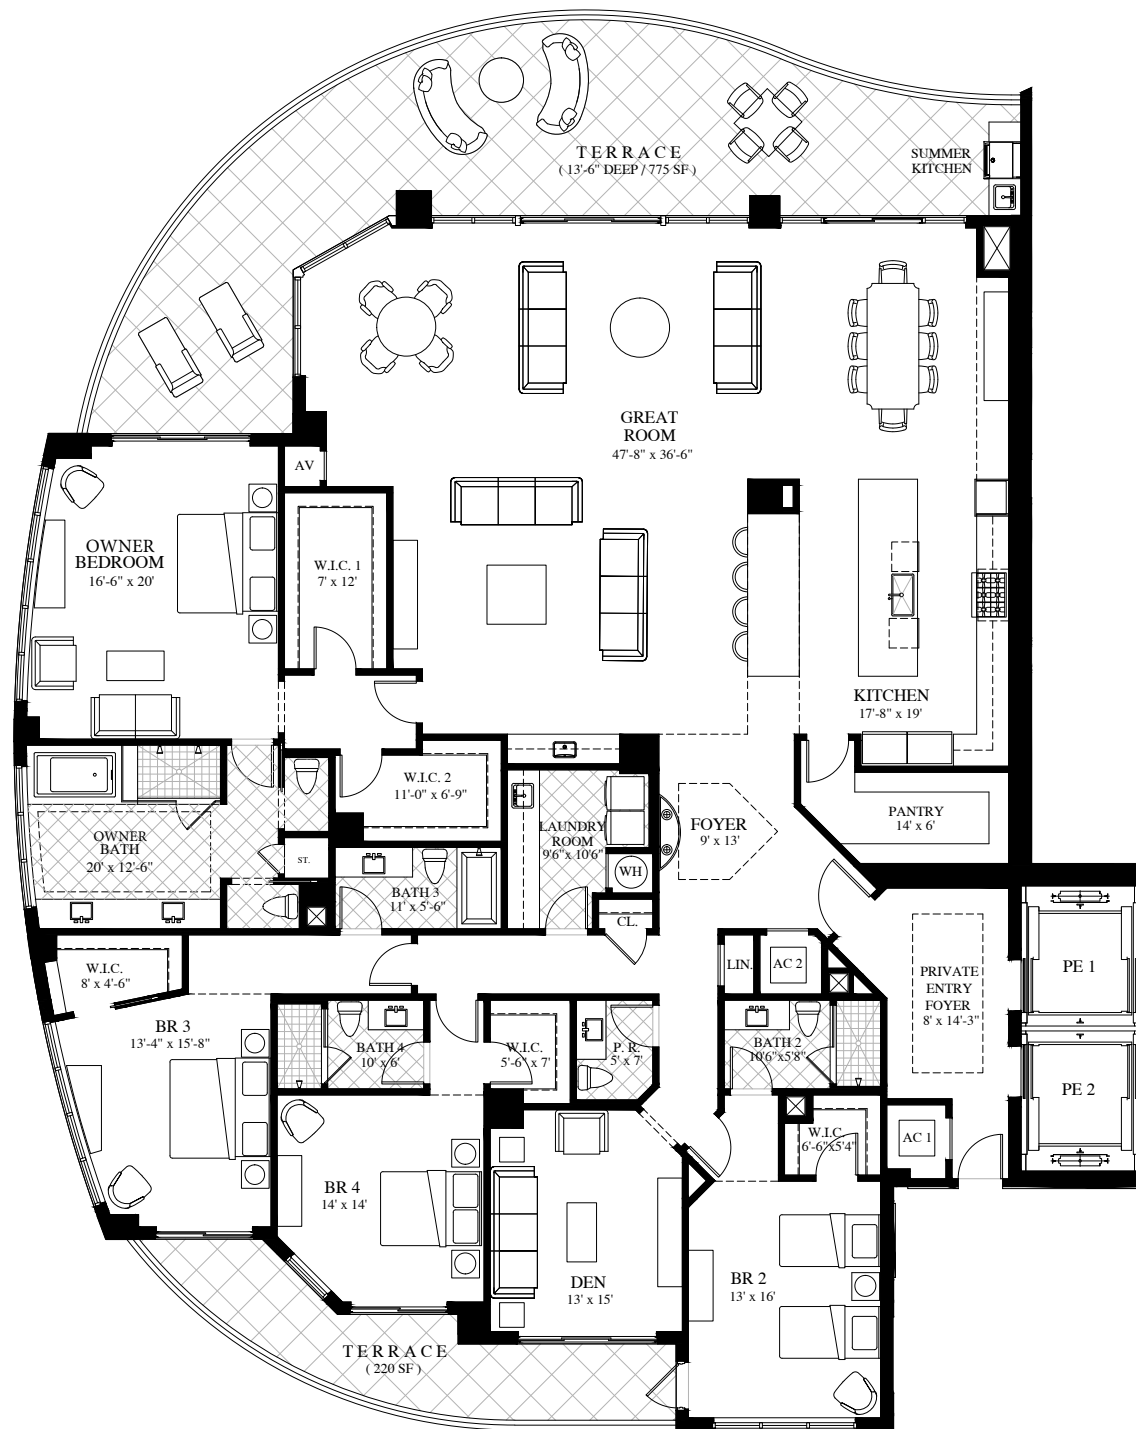 TERRACE
( 13'-6" DEEP / 775 SF )
SUMMER
KITCHEN
GREAT
ROOM
47'-8" x 36'-6"
AV
OWNER
BEDROOM
16'-6" x 20'
W.I.C. 1
7' x 12'
KITCHEN
17'-8" x 19'
W.I.C. 2
11'-0" x 6'-9"
PANTRY
14' x 6'
FOYER
9' x 13'
LAUNDRY
ROOM
9'6"x 10'6"
OWNER
BATH
20' x 12'-6"
ST.
WH
BATH 3
11' x 5'-6"
CL.
LIN.
AC 2
W.I.C.
8' x 4'-6"
PRIVATE
ENTRY
FOYER
8' x 14'-3"
PE 1
BR 3
13'-4" x 15'-8"
BATH 4
10' x 6'
W.I.C.
5'-6" x 7'
P. R.
5' x 7'
BATH 2
10'6"x5'8"
PE 2
W.I.C.
6'-6"x5'4"
AC 1
BR 4
14' x 14'
DEN
13' x 15'
BR 2
13' x 16'
TERRACE
( 220 SF )